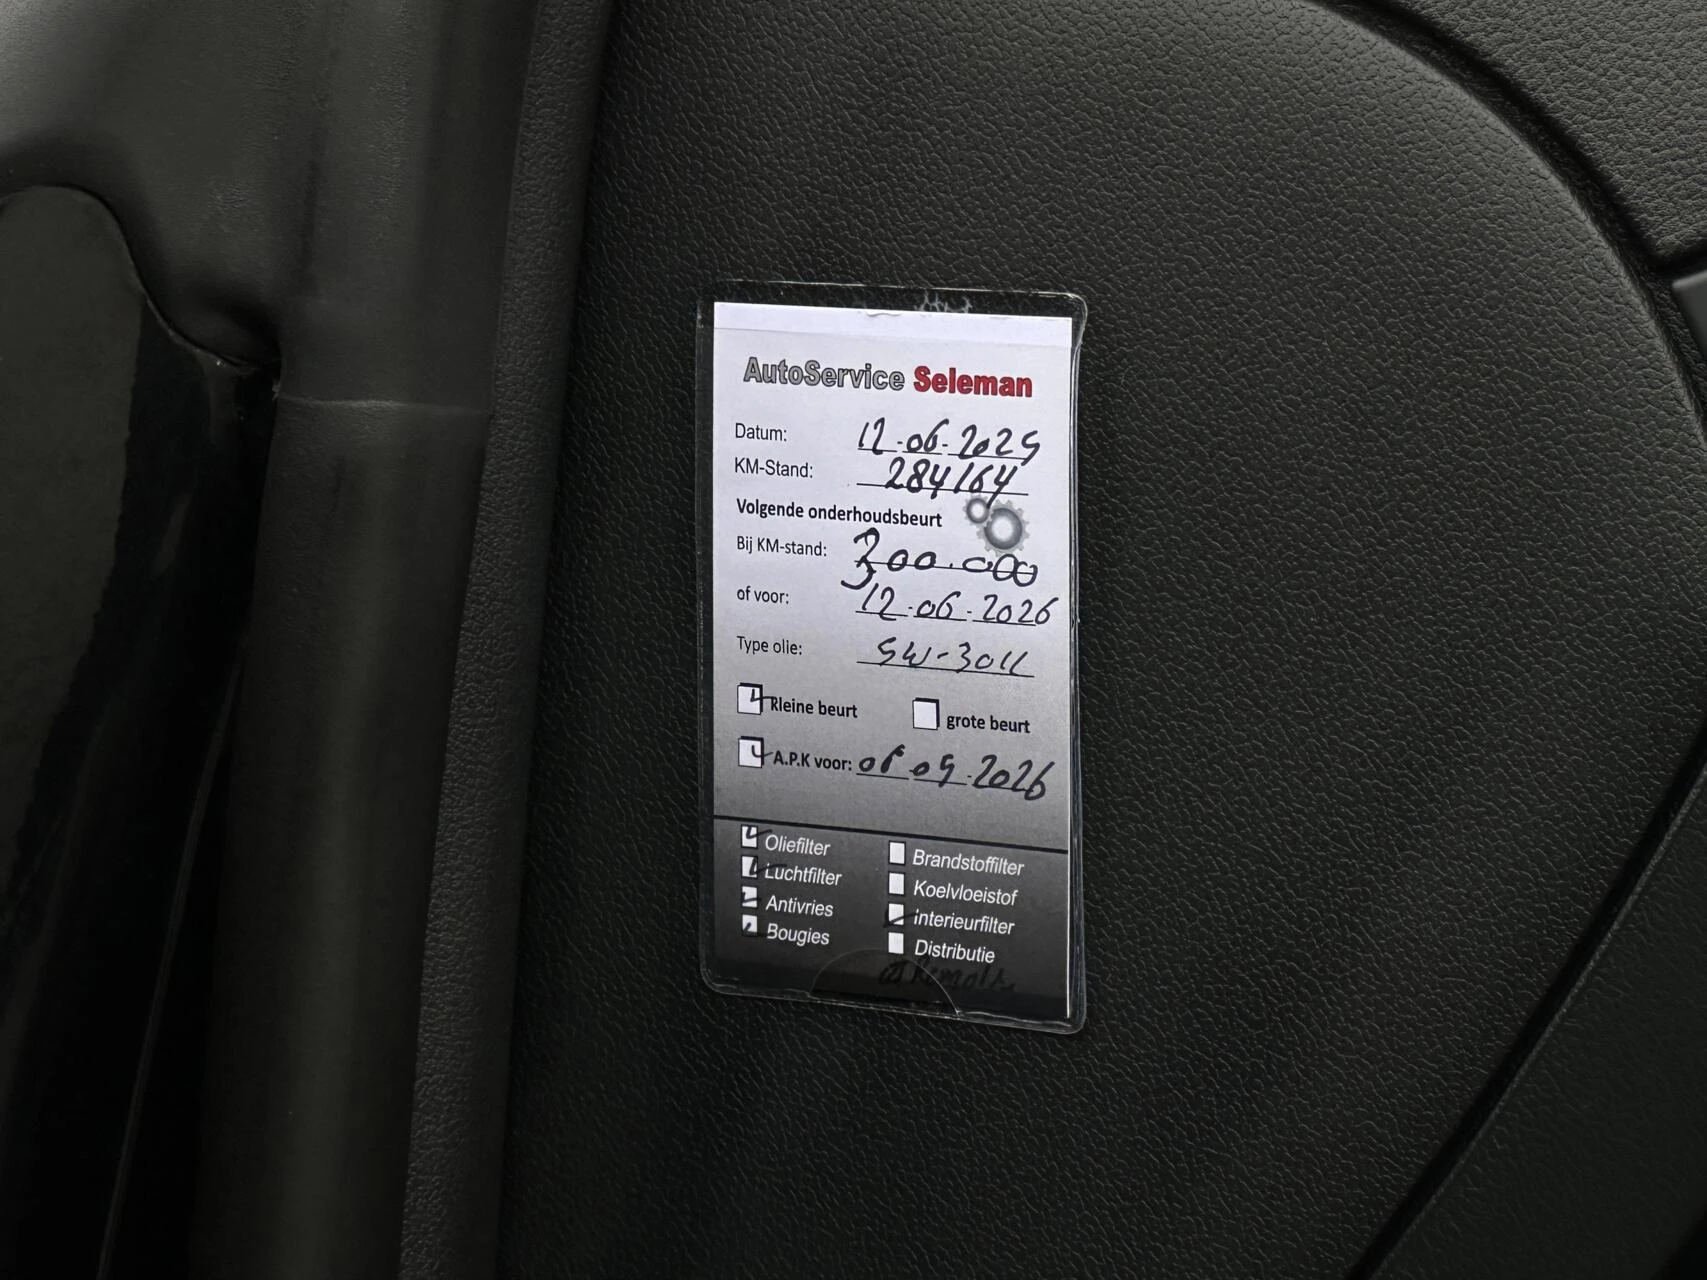 AutoService Seleman
Datum: 12-06-2025
KM-Stand: 284164
Volgende onderhoudsbeurt
Bij KM-stand: 300.000
of voor: 12-06-2026
Type olie: 5W-30LL
Kleine beurt grote beurt
A.P.K voor: 06-09-2026
Oliefilter Brandstoffilter
Luchtfilter Koelvloeistof
Antivries Interieurfilter
Bougies Distributie